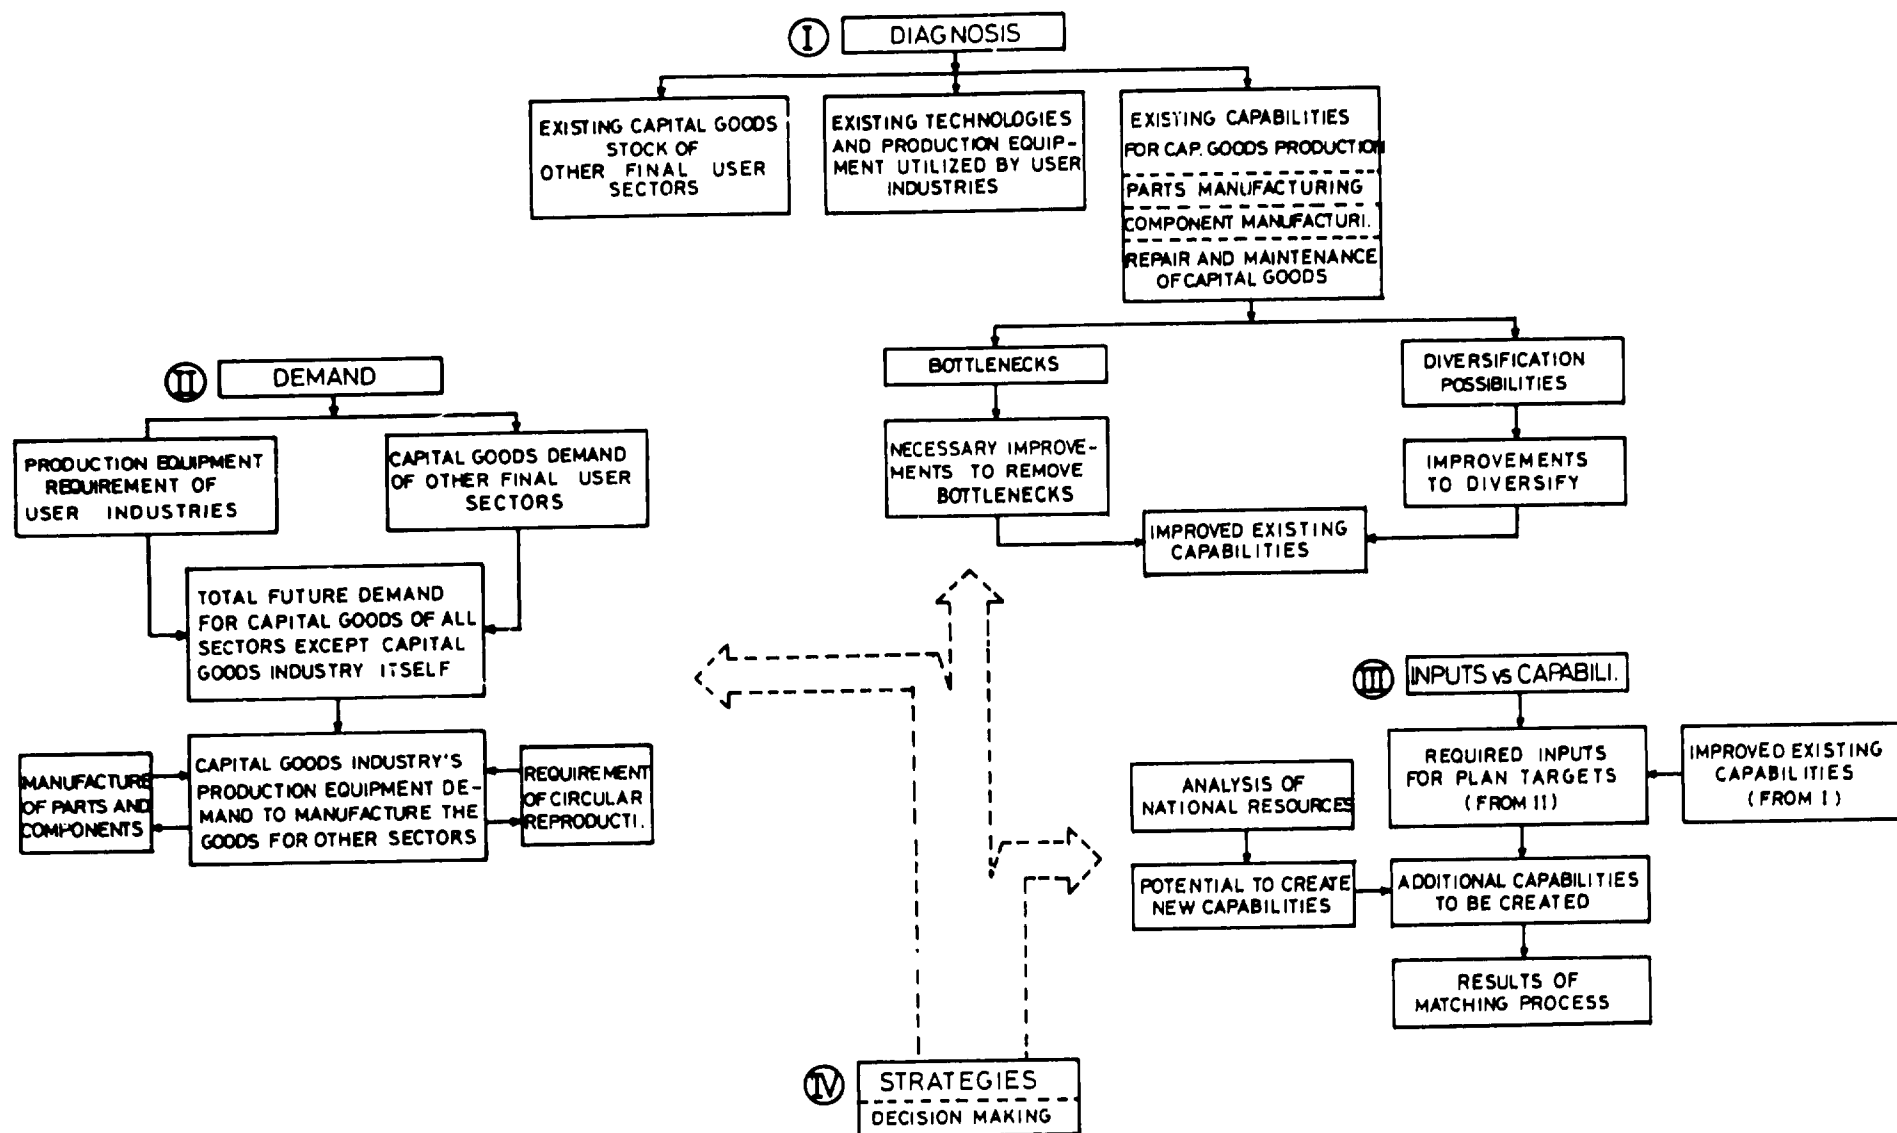 I
DIAGNOSIS
EXISTING CAPITAL GOODS
STOCK OF
OTHER FINAL USER
SECTORS
EXISTING TECHNOLOGIES
AND PRODUCTION EQUIP-
MENT UTILIZED BY USER
INDUSTRIES
EXISTING CAPABILITIES
FOR CAP. GOODS PRODUCTION
PARTS MANUFACTURING
COMPONENT MANUFACTURI.
REPAIR AND MAINTENANCE
OF CAPITAL GOODS
BOTTLENECKS
DIVERSIFICATION
POSSIBILITIES
NECESSARY IMPROVE-
MENTS TO REMOVE
BOTTLENECKS
IMPROVEMENTS
TO DIVERSIFY
IMPROVED EXISTING
CAPABILITIES
II
DEMAND
PRODUCTION EQUIPMENT
REQUIREMENT OF
USER INDUSTRIES
CAPITAL GOODS DEMAND
OF OTHER FINAL USER
SECTORS
TOTAL FUTURE DEMAND
FOR CAPITAL GOODS OF ALL
SECTORS EXCEPT CAPITAL
GOODS INDUSTRY ITSELF
MANUFACTURE
OF PARTS AND
COMPONENTS
CAPITAL GOODS INDUSTRY'S
PRODUCTION EQUIPMENT DE-
MAND TO MANUFACTURE THE
GOODS FOR OTHER SECTORS
REQUIREMENT
OF CIRCULAR
REPRODUCTI.
III
INPUTS vs CAPABILI.
REQUIRED INPUTS
FOR PLAN TARGETS
(FROM II)
IMPROVED EXISTING
CAPABILITIES
(FROM I)
ANALYSIS OF
NATIONAL RESOURCES
POTENTIAL TO CREATE
NEW CAPABILITIES
ADDITIONAL CAPABILITIES
TO BE CREATED
RESULTS OF
MATCHING PROCESS
IV
STRATEGIES
DECISION MAKING